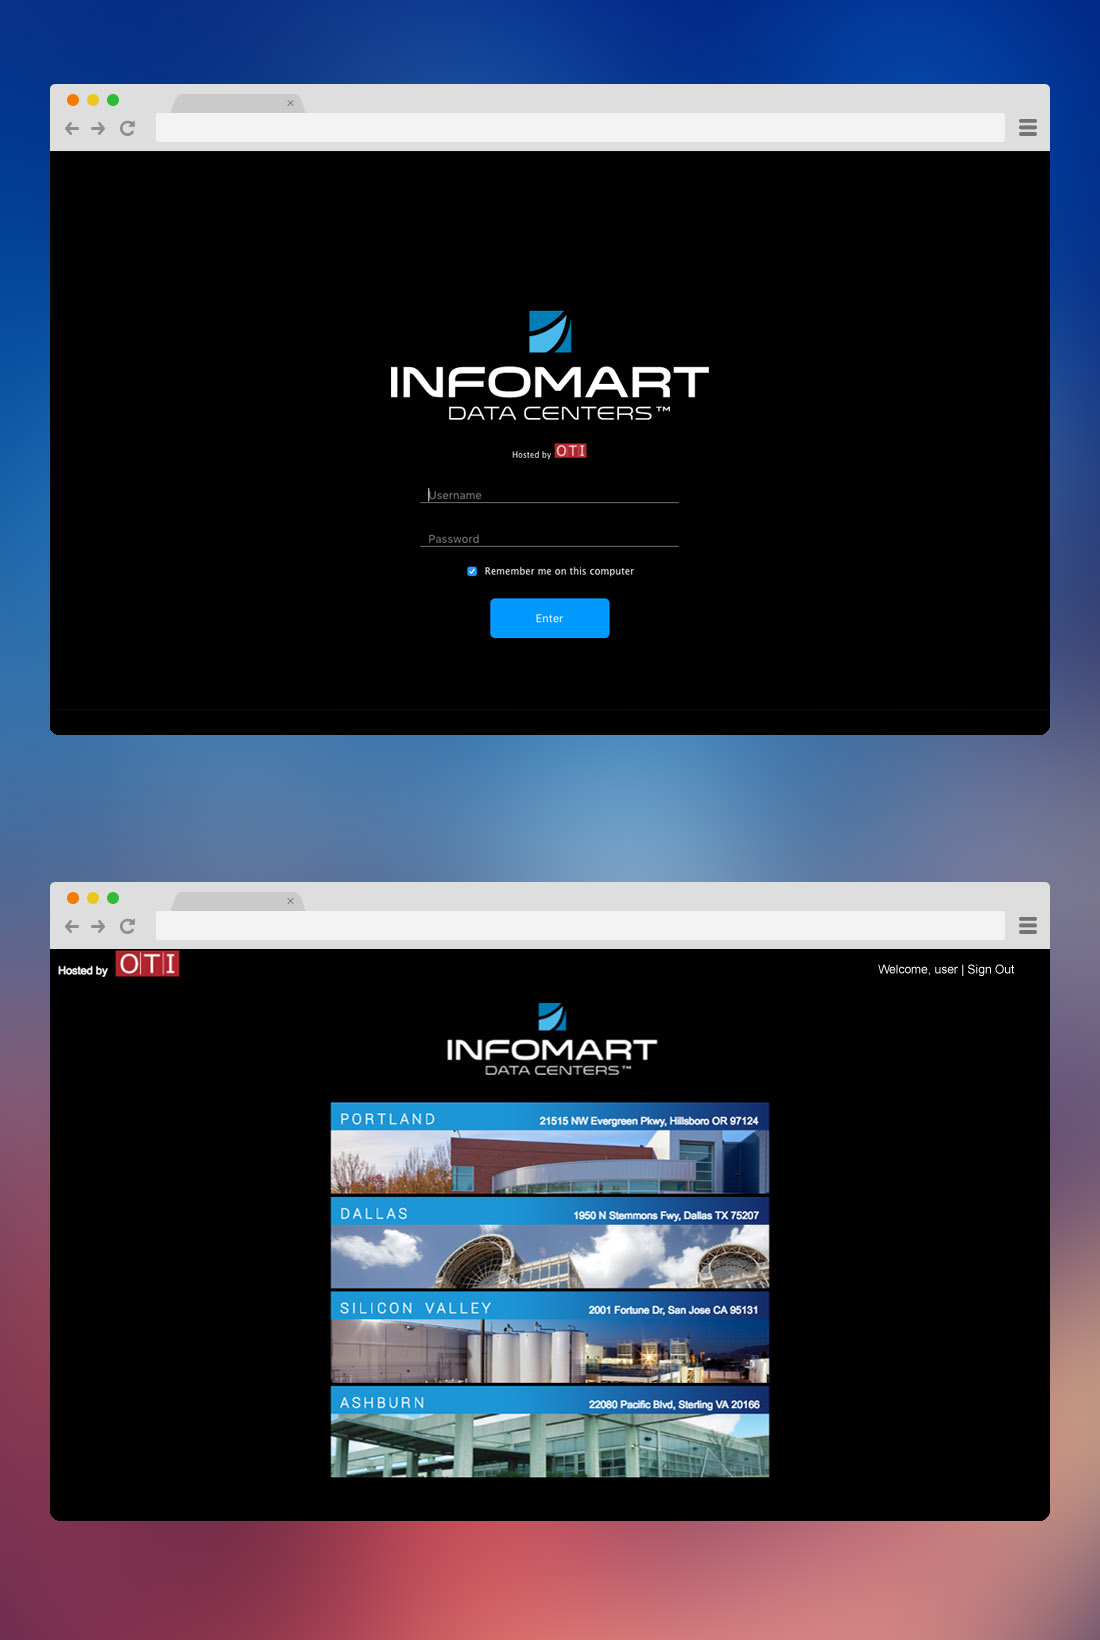 INFOMART
DATA CENTERS™
Hosted by OTI
Username
Password
Remember me on this computer
Enter
Hosted by OTI
Welcome, user | Sign Out
INFOMART
DATA CENTERS™
PORTLAND 21515 NW Evergreen Pkwy, Hillsboro OR 97124
DALLAS 1950 N Stemmons Fwy, Dallas TX 75207
SILICON VALLEY 2001 Fortune Dr, San Jose CA 95131
ASHBURN 22080 Pacific Blvd, Sterling VA 20166